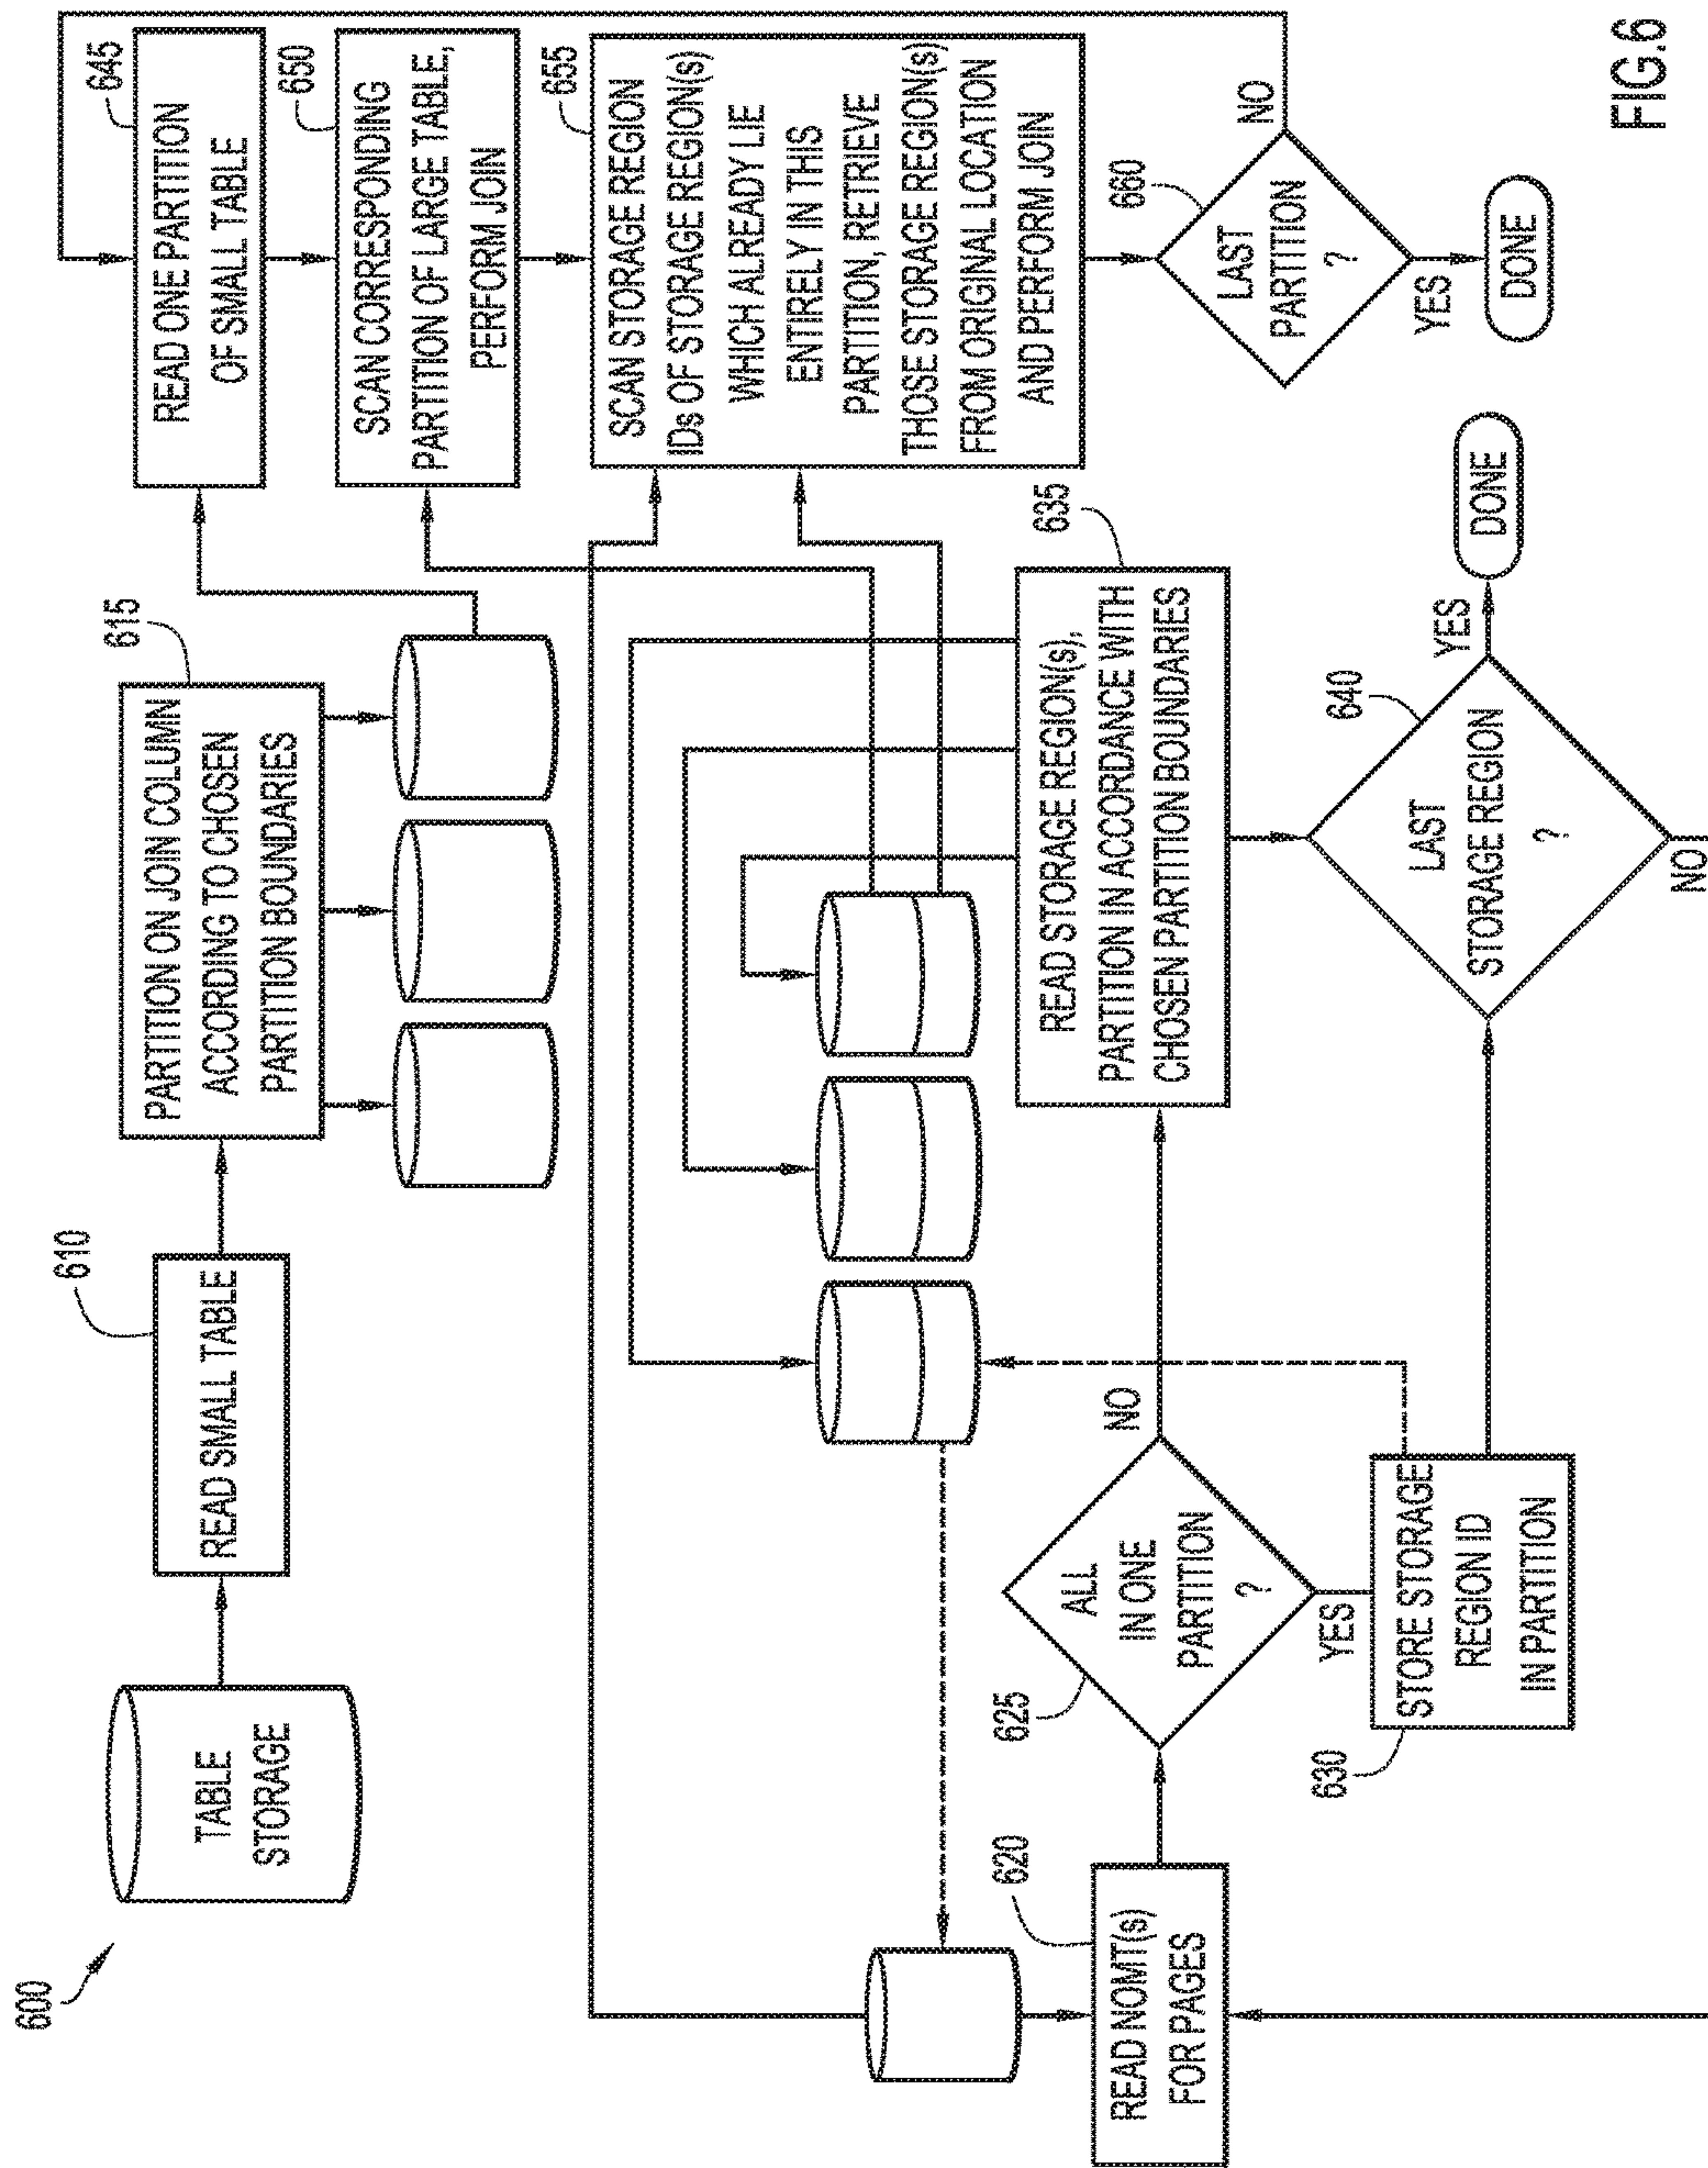 600
TABLE
STORAGE
610
READ SMALL TABLE
615
PARTITION ON JOIN COLUMN
ACCORDING TO CHOSEN
PARTITION BOUNDARIES
620
READ NOMT(s)
FOR PAGES
625
ALL
IN ONE
PARTITION
?
NO
YES
630
STORE STORAGE
REGION ID
IN PARTITION
635
READ STORAGE REGION(s),
PARTITION IN ACCORDANCE WITH
CHOSEN PARTITION BOUNDARIES
640
LAST
STORAGE REGION
?
YES
DONE
NO
645
READ ONE PARTITION
OF SMALL TABLE
650
SCAN CORRESPONDING
PARTITION OF LARGE TABLE,
PERFORM JOIN
655
SCAN STORAGE REGION
IDs OF STORAGE REGION(s)
WHICH ALREADY LIE
ENTIRELY IN THIS
PARTITION, RETRIEVE
THOSE STORAGE REGION(s)
FROM ORIGINAL LOCATION
AND PERFORM JOIN
660
LAST
PARTITION
?
NO
YES
DONE
FIG.6